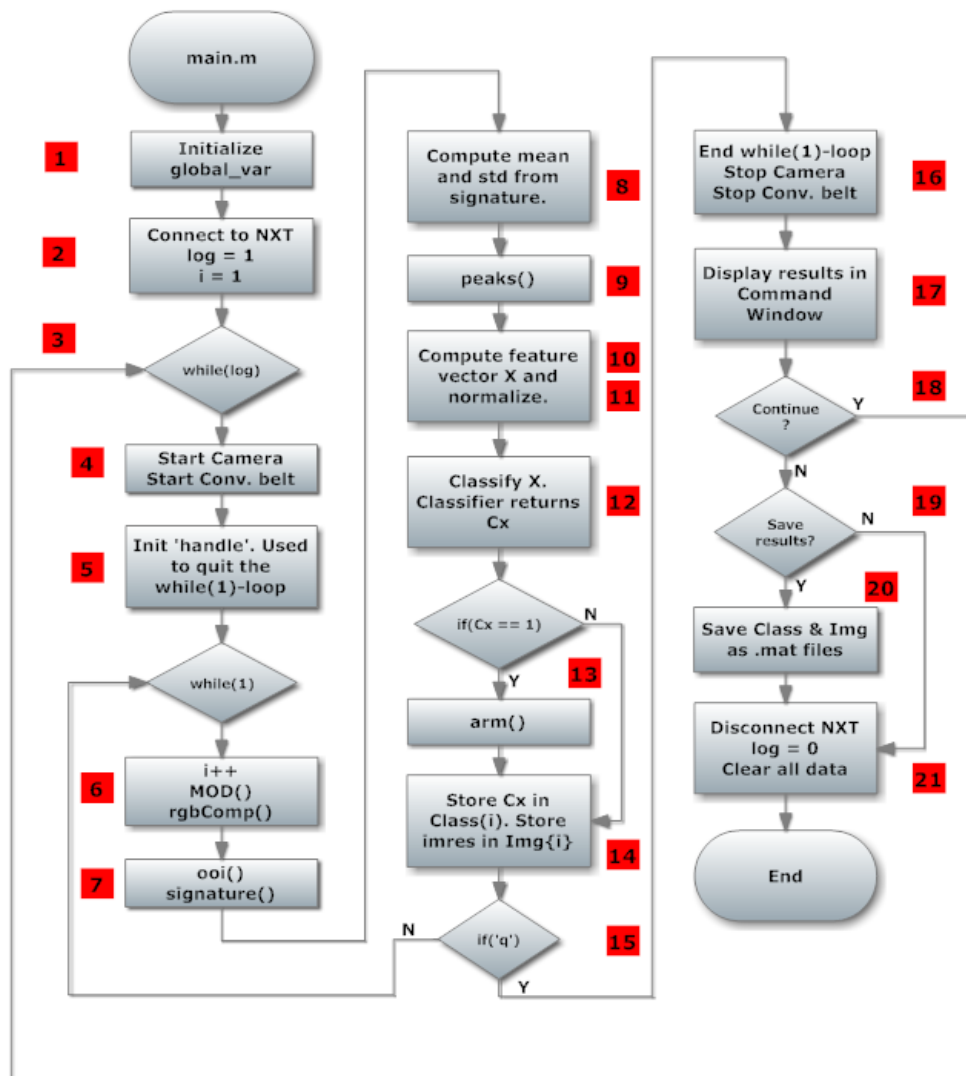 main.m
1
Initialize
global_var
2
Connect to NXT
log = 1
i = 1
3
while(log)
4
Start Camera
Start Conv. belt
5
Init 'handle'. Used
to quit the
while(1)-loop
while(1)
6
i++
MOD()
rgbComp()
7
ooi()
signature()
Compute mean
and std from
signature.
8
peaks()
9
Compute feature
vector X and
normalize.
10
11
Classify X.
Classifier returns
Cx
12
if(Cx == 1)
N
13
Y
arm()
Store Cx in
Class(i). Store
imres in Img{i}
14
N
if('q')
15
Y
End while(1)-loop
Stop Camera
Stop Conv. belt
16
Display results in
Command
Window
17
Continue
?
Y
18
N
Save
results?
N
19
Y
20
Save Class & Img
as .mat files
Disconnect NXT
log = 0
Clear all data
21
End